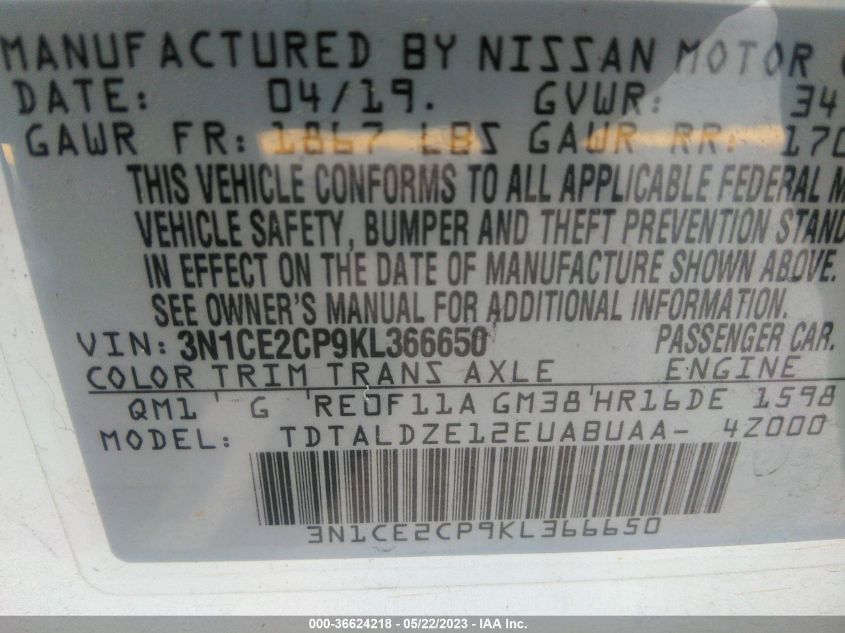 MANUFACTURED BY NISSAN MOTOR
DATE: 04/19. GVWR: 34
GAWR FR: 1867 LBS GAWR RR: 170
THIS VEHICLE CONFORMS TO ALL APPLICABLE FEDERAL M
VEHICLE SAFETY, BUMPER AND THEFT PREVENTION STAND
IN EFFECT ON THE DATE OF MANUFACTURE SHOWN ABOVE.
SEE OWNER'S MANUAL FOR ADDITIONAL INFORMATION.
VIN: 3N1CE2CP9KL366650 PASSENGER CAR.
COLOR TRIM TRANS AXLE ENGINE
QM1 ' G 'RE0F11A GM38'HR16DE 1598
MODEL: TDTALDZE12EUABUAA- 4Z000
3N1CE2CP9KL366650
000-36624218 - 05/22/2023 - IAA Inc.